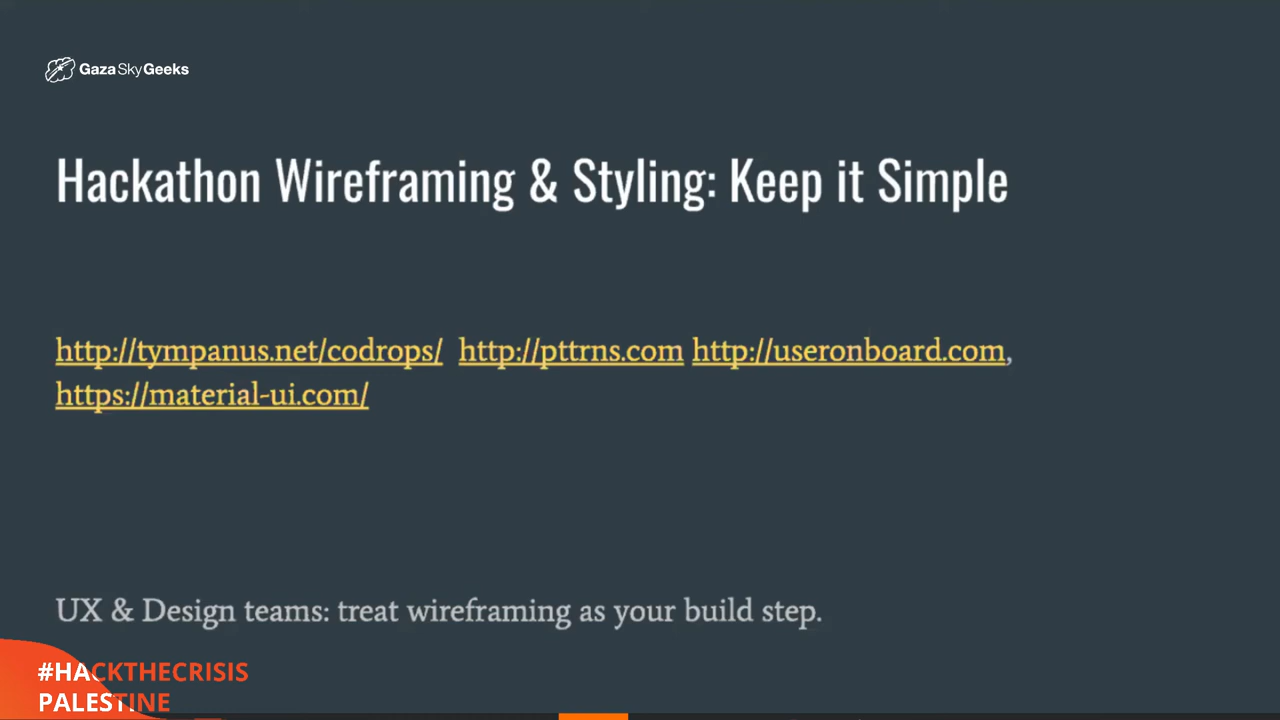 Gaza Sky Geeks
Hackathon Wireframing & Styling: Keep it Simple
http://tympanus.net/codrops/ http://pttrns.com http://useronboard.com,
https://material-ui.com/
UX & Design teams: treat wireframing as your build step.
#HACKTHECRISIS
PALESTINE